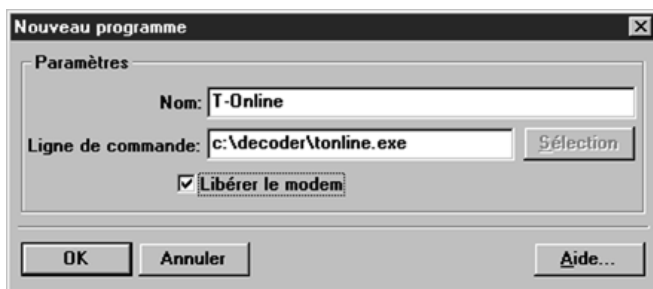 Nouveau programme
Paramètres
Nom: T-Online
Ligne de commande: c:\decoder\tonline.exe Sélection
Libérer le modem
OK Annuler Aide...